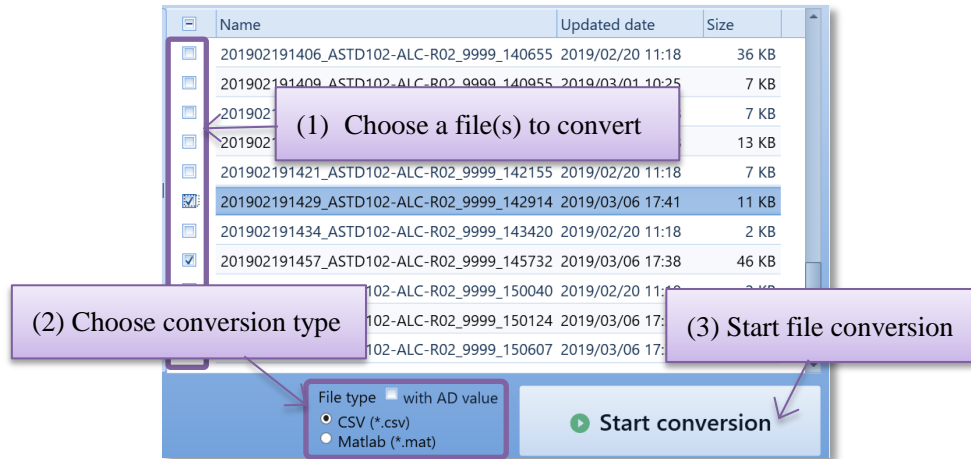 Name Updated date Size
201902191406_ASTD102-ALC-R02_9999_140655 2019/02/20 11:18 36 KB
201902191409_ASTD102-ALC-R02_9999_140955 2019/03/01 10:25 7 KB
7 KB
(1) Choose a file(s) to convert
13 KB
201902191421_ASTD102-ALC-R02_9999_142155 2019/02/20 11:18 7 KB
201902191429_ASTD102-ALC-R02_9999_142914 2019/03/06 17:41 11 KB
201902191434_ASTD102-ALC-R02_9999_143420 2019/02/20 11:18 2 KB
201902191457_ASTD102-ALC-R02_9999_145732 2019/03/06 17:38 46 KB
102-ALC-R02_9999_150040 2019/02/20
(2) Choose conversion type
102-ALC-R02_9999_150124 2019/03/06 17:
(3) Start file conversion
102-ALC-R02_9999_150607 2019/03/06 17:
File type with AD value
CSV (*.csv)
Matlab (*.mat)
Start conversion